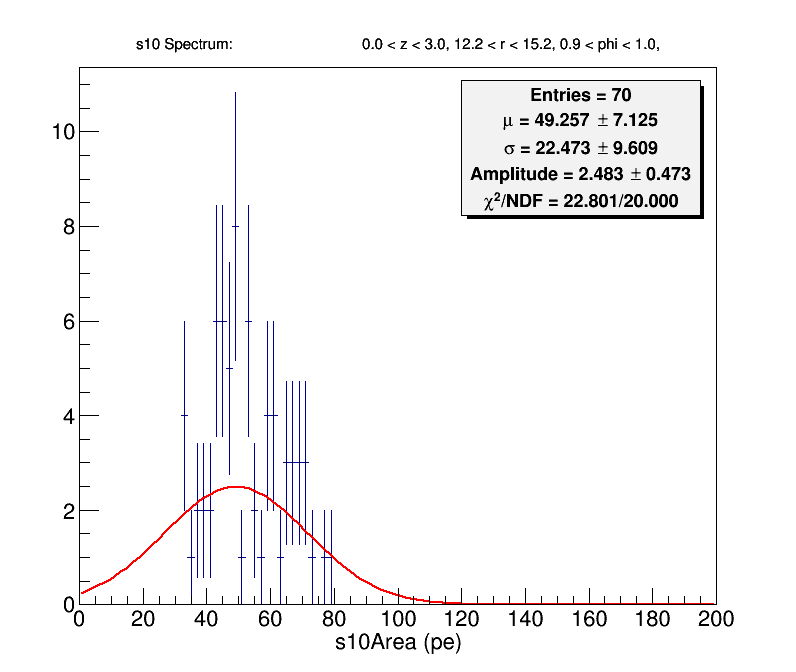 s10 Spectrum: 0.0 < z < 3.0, 12.2 < r < 15.2, 0.9 < phi < 1.0,
Entries = 70
μ = 49.257 ± 7.125
σ = 22.473 ± 9.609
Amplitude = 2.483 ± 0.473
χ²/NDF = 22.801/20.000
10
8
6
4
2
0
0 20 40 60 80 100 120 140 160 180 200
s10Area (pe)